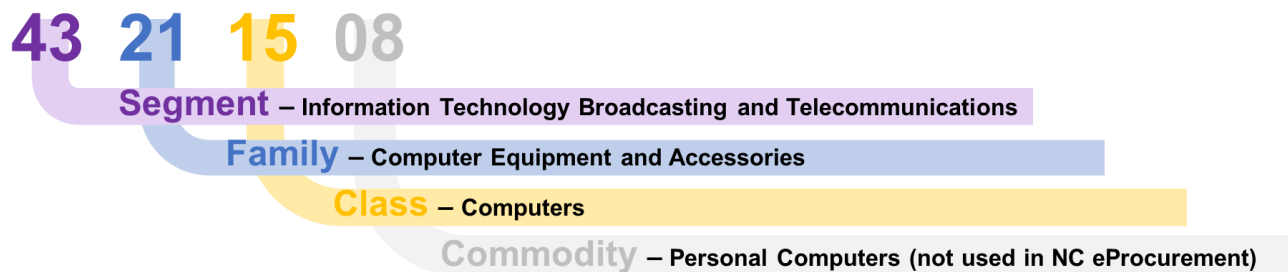 43 21 15 08
Segment – Information Technology Broadcasting and Telecommunications
Family – Computer Equipment and Accessories
Class – Computers
Commodity – Personal Computers (not used in NC eProcurement)